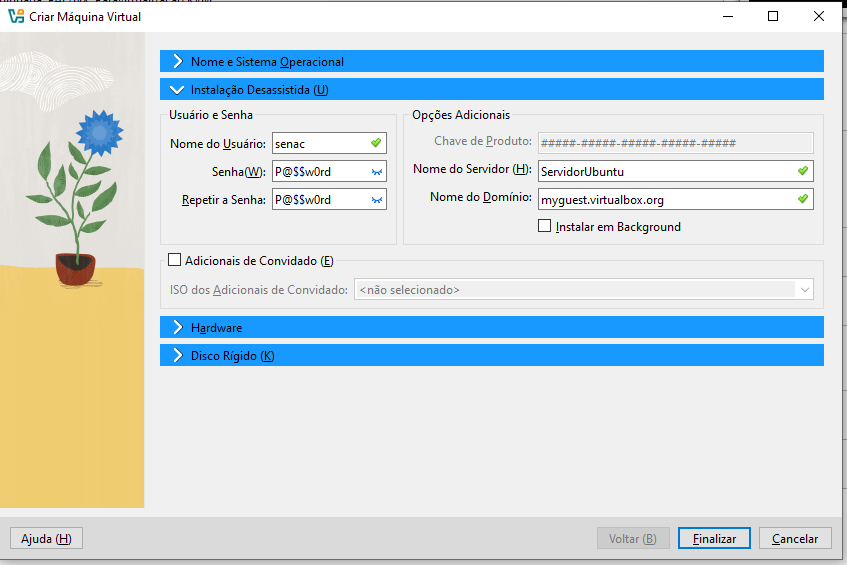 Criar Máquina Virtual
Nome e Sistema Operacional
Instalação Desassistida (U)
Usuário e Senha
Nome do Usuário: senac
Senha(W): P@$$w0rd
Repetir a Senha: P@$$w0rd
Opções Adicionais
Chave de Produto: #####-#####-#####-#####-#####
Nome do Servidor (H): ServidorUbuntu
Nome do Domínio: myguest.virtualbox.org
Instalar em Background
Adicionais de Convidado (E)
ISO dos Adicionais de Convidado: <não selecionado>
Hardware
Disco Rígido (K)
Ajuda (H)
Voltar (B)
Finalizar
Cancelar